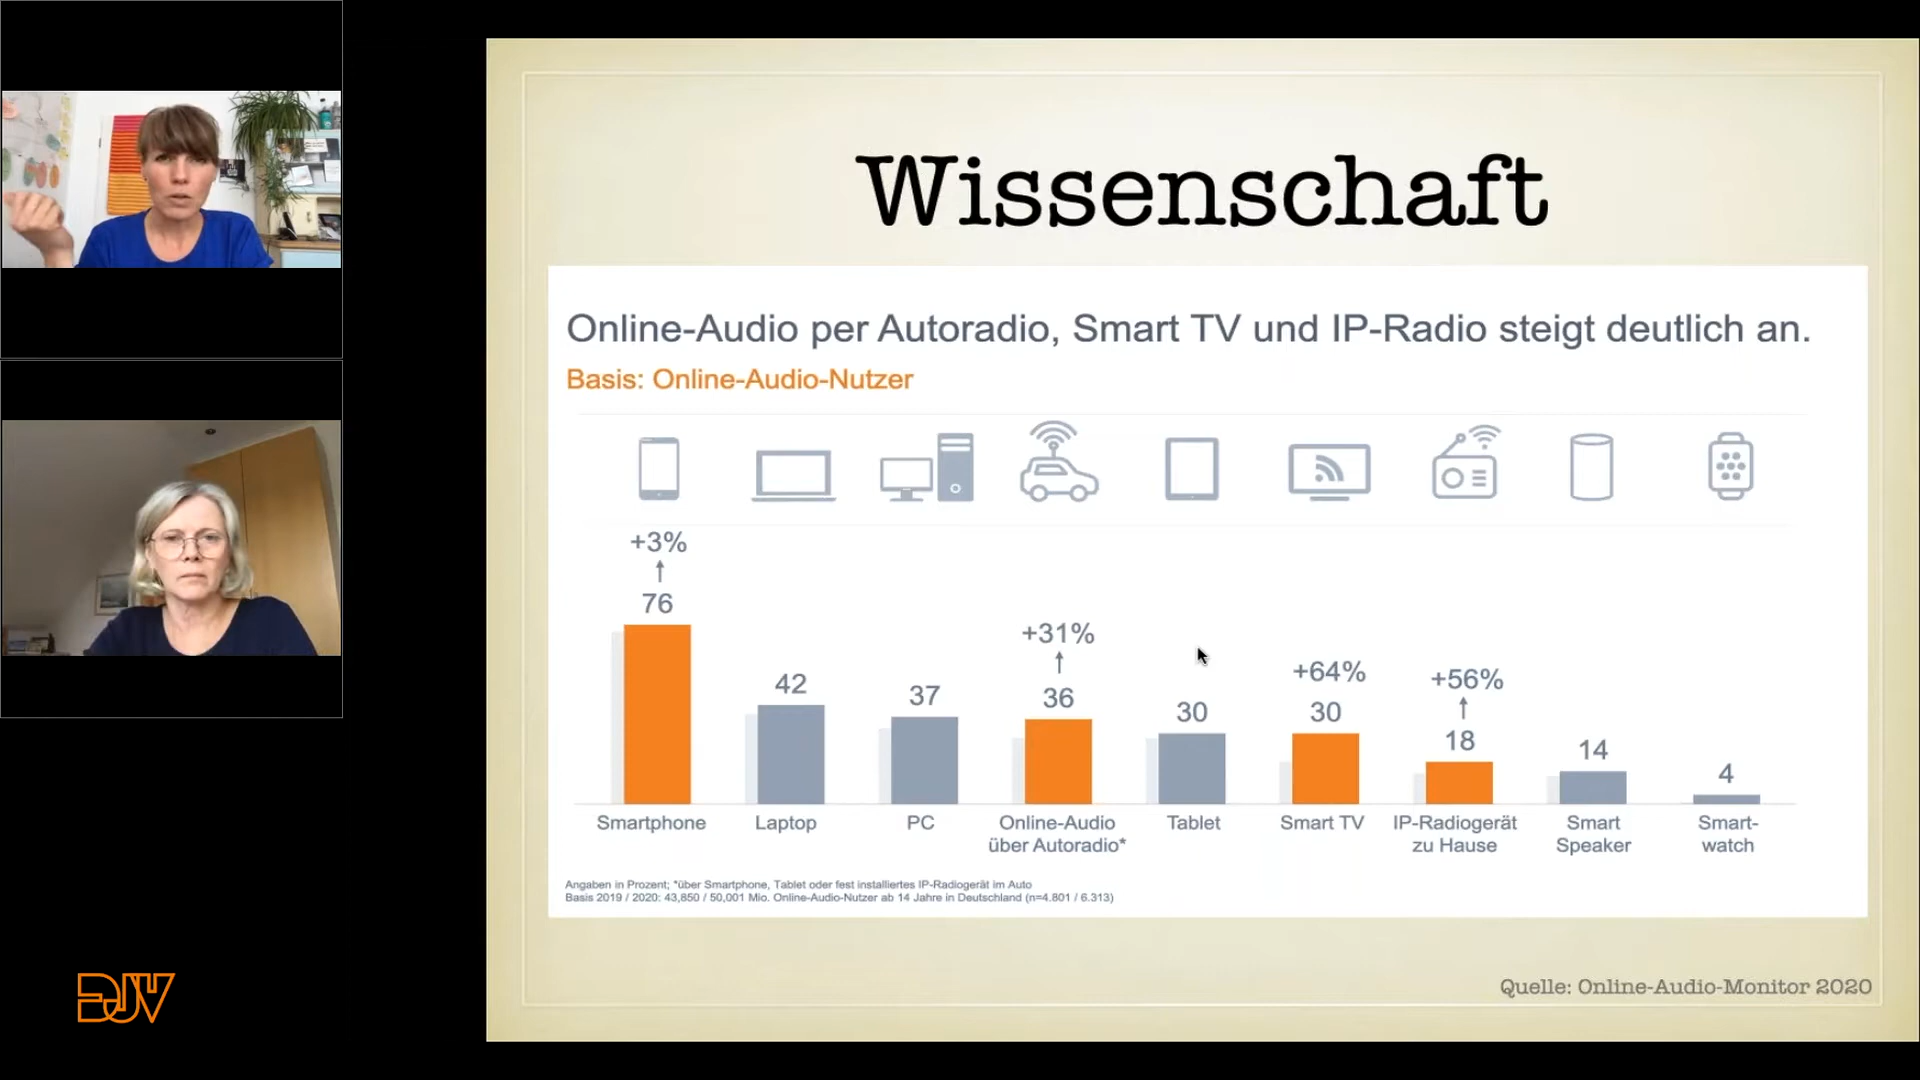 Wissenschaft
Online-Audio per Autoradio, Smart TV und IP-Radio steigt deutlich an.
Basis: Online-Audio-Nutzer
+3%
76
42
37
+31%
36
30
+64%
30
+56%
18
14
4
Smartphone
Laptop
PC
Online-Audio
über Autoradio*
Tablet
Smart TV
IP-Radiogerät
zu Hause
Smart
Speaker
Smart-
watch
Angaben in Prozent; *über Smartphone, Tablet oder fest installiertes IP-Radiogerät im Auto
Basis 2019 / 2020: 43,850 / 50,001 Mio. Online-Audio-Nutzer ab 14 Jahre in Deutschland (n=4.801 / 6.313)
Quelle: Online-Audio-Monitor 2020
DJV